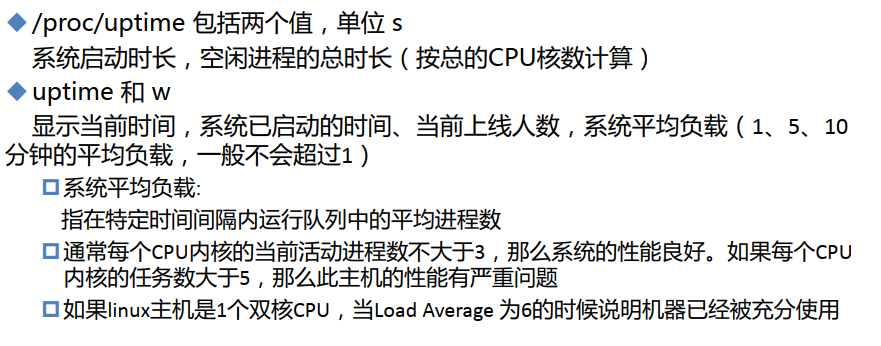 /proc/uptime 包括两个值，单位 s
系统启动时长，空闲进程的总时长（按总的CPU核数计算）
uptime 和 w
显示当前时间，系统已启动的时间、当前上线人数，系统平均负载（1、5、10
分钟的平均负载，一般不会超过1）
系统平均负载:
指在特定时间间隔内运行队列中的平均进程数
通常每个CPU内核的当前活动进程数不大于3，那么系统的性能良好。如果每个CPU
内核的任务数大于5，那么此主机的性能有严重问题
如果linux主机是1个双核CPU，当Load Average 为6的时候说明机器已经被充分使用